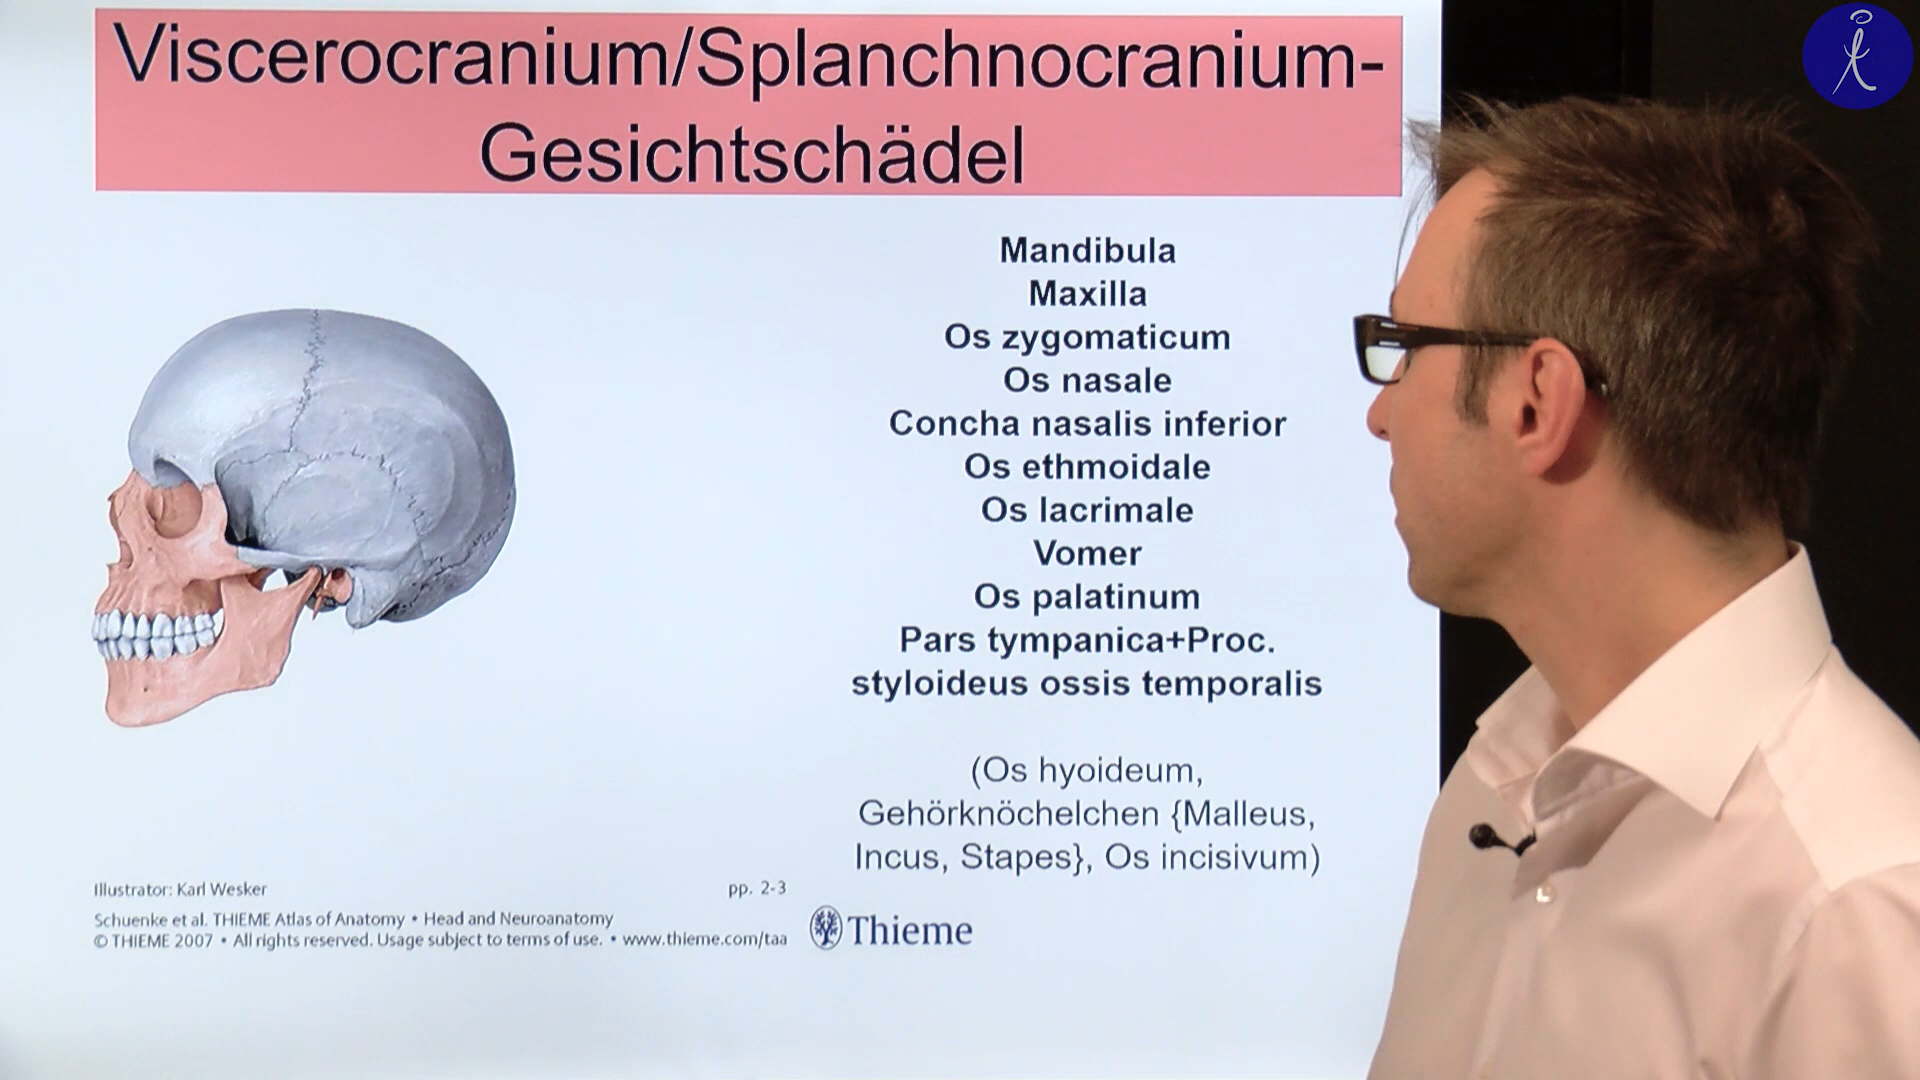 Viscerocranium/Splanchnocranium-
Gesichtschädel
Mandibula
Maxilla
Os zygomaticum
Os nasale
Concha nasalis inferior
Os ethmoidale
Os lacrimale
Vomer
Os palatinum
Pars tympanica+Proc.
styloideus ossis temporalis
(Os hyoideum,
Gehörknöchelchen {Malleus,
Incus, Stapes}, Os incisivum)
Illustrator: Karl Wesker
pp. 2-3
Schuenke et al. THIEME Atlas of Anatomy • Head and Neuroanatomy
© THIEME 2007 • All rights reserved. Usage subject to terms of use. • www.thieme.com/taa
Thieme